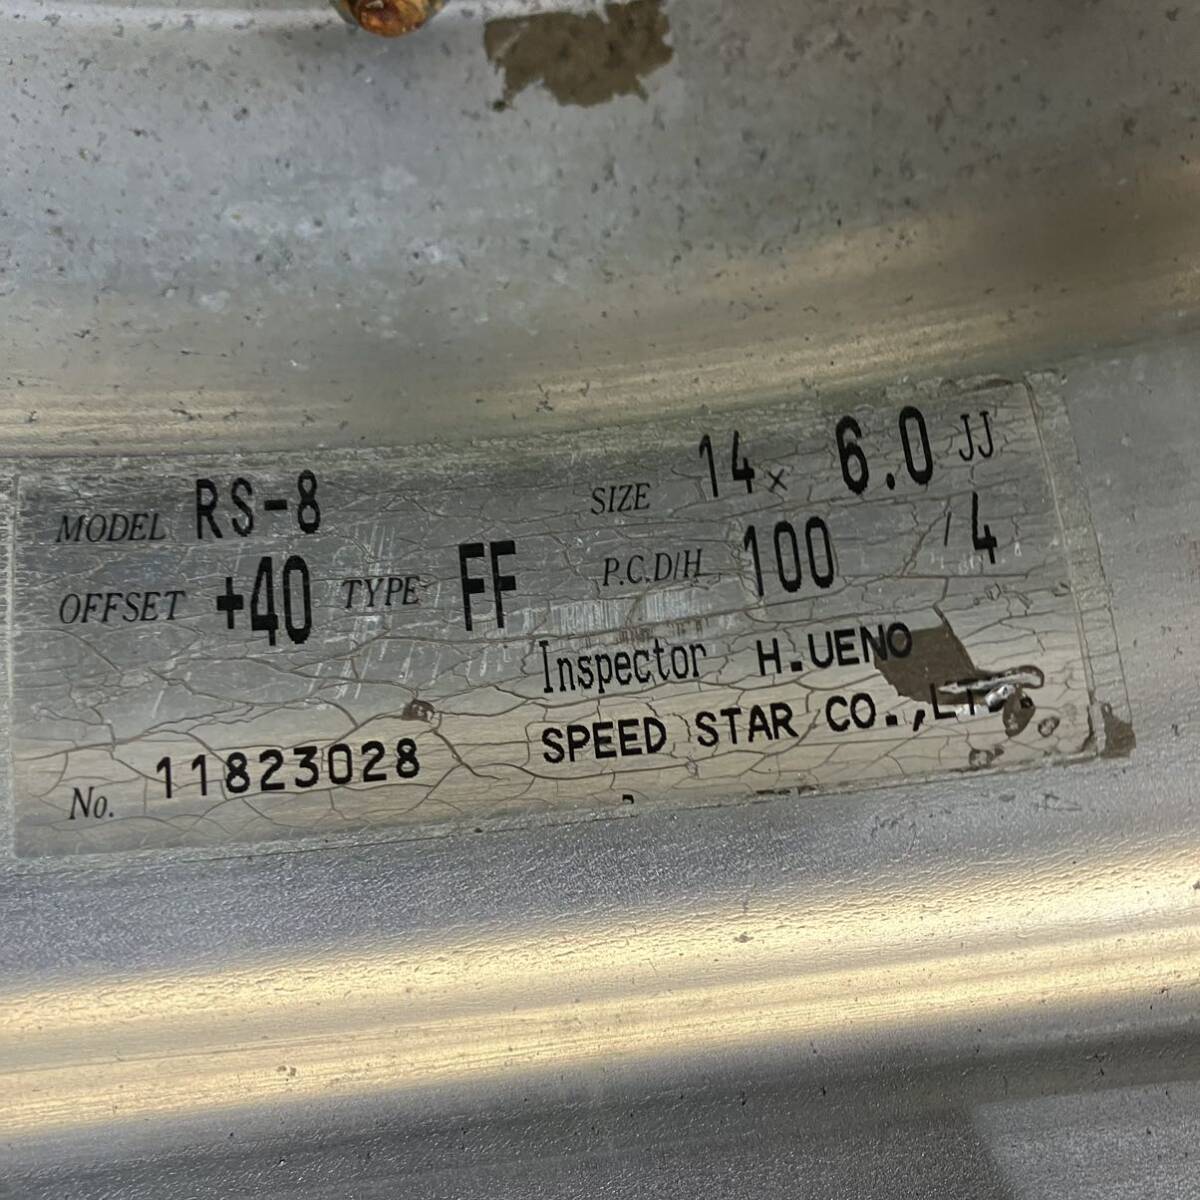 MODEL RS-8 SIZE 14× 6.0 JJ
OFFSET +40 TYPE FF P.C.D/H 100 /4
Inspector H.UENO
No. 11823028 SPEED STAR CO.,LTD.